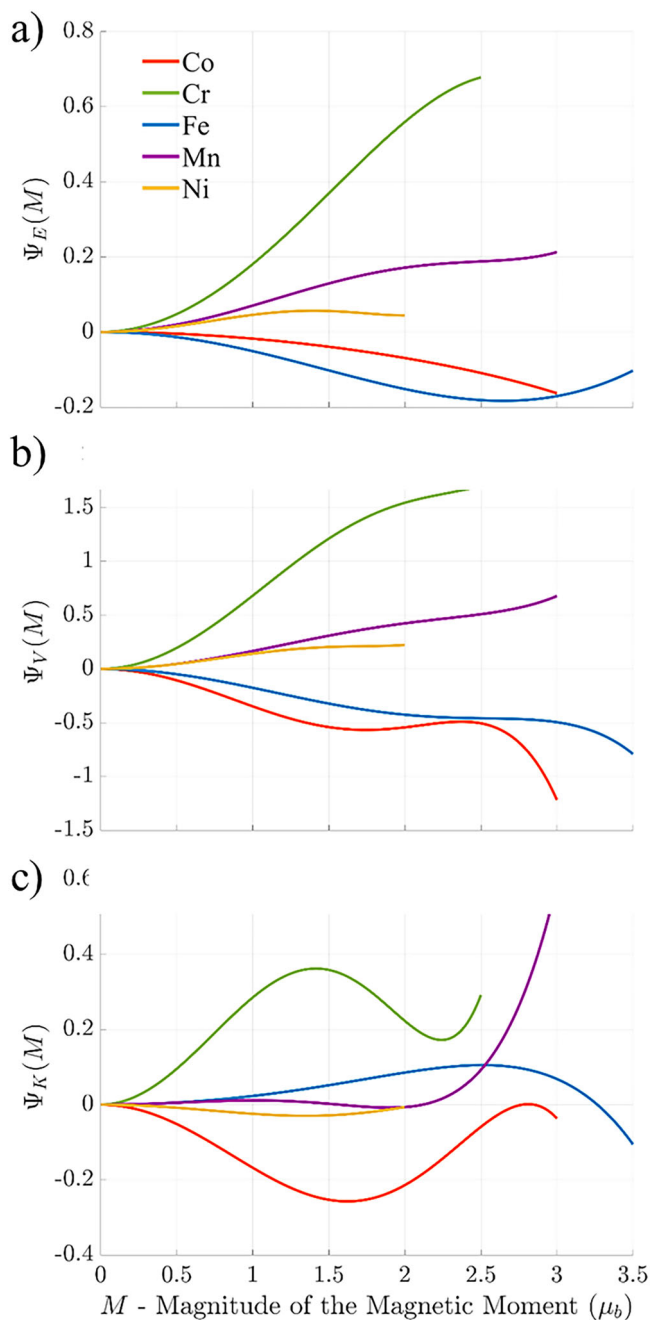 a)
0.8
0.6
0.4
0.2
0
-0.2
Ψ_E(M)
Co
Cr
Fe
Mn
Ni
b)
1.5
1
0.5
0
-0.5
-1
-1.5
Ψ_V(M)
c)
0.6
0.4
0.2
0
-0.2
-0.4
Ψ_K(M)
0 0.5 1 1.5 2 2.5 3 3.5
M - Magnitude of the Magnetic Moment (μ_b)